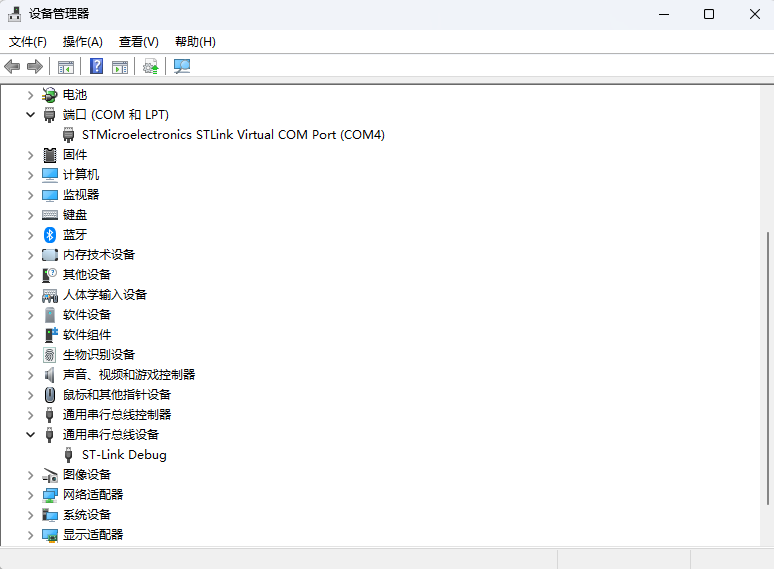 设备管理器
文件(F) 操作(A) 查看(V) 帮助(H)
电池
端口 (COM 和 LPT)
STMicroelectronics STLink Virtual COM Port (COM4)
固件
计算机
监视器
键盘
蓝牙
内存技术设备
其他设备
人体学输入设备
软件设备
软件组件
生物识别设备
声音、视频和游戏控制器
鼠标和其他指针设备
通用串行总线控制器
通用串行总线设备
ST-Link Debug
图像设备
网络适配器
系统设备
显示适配器